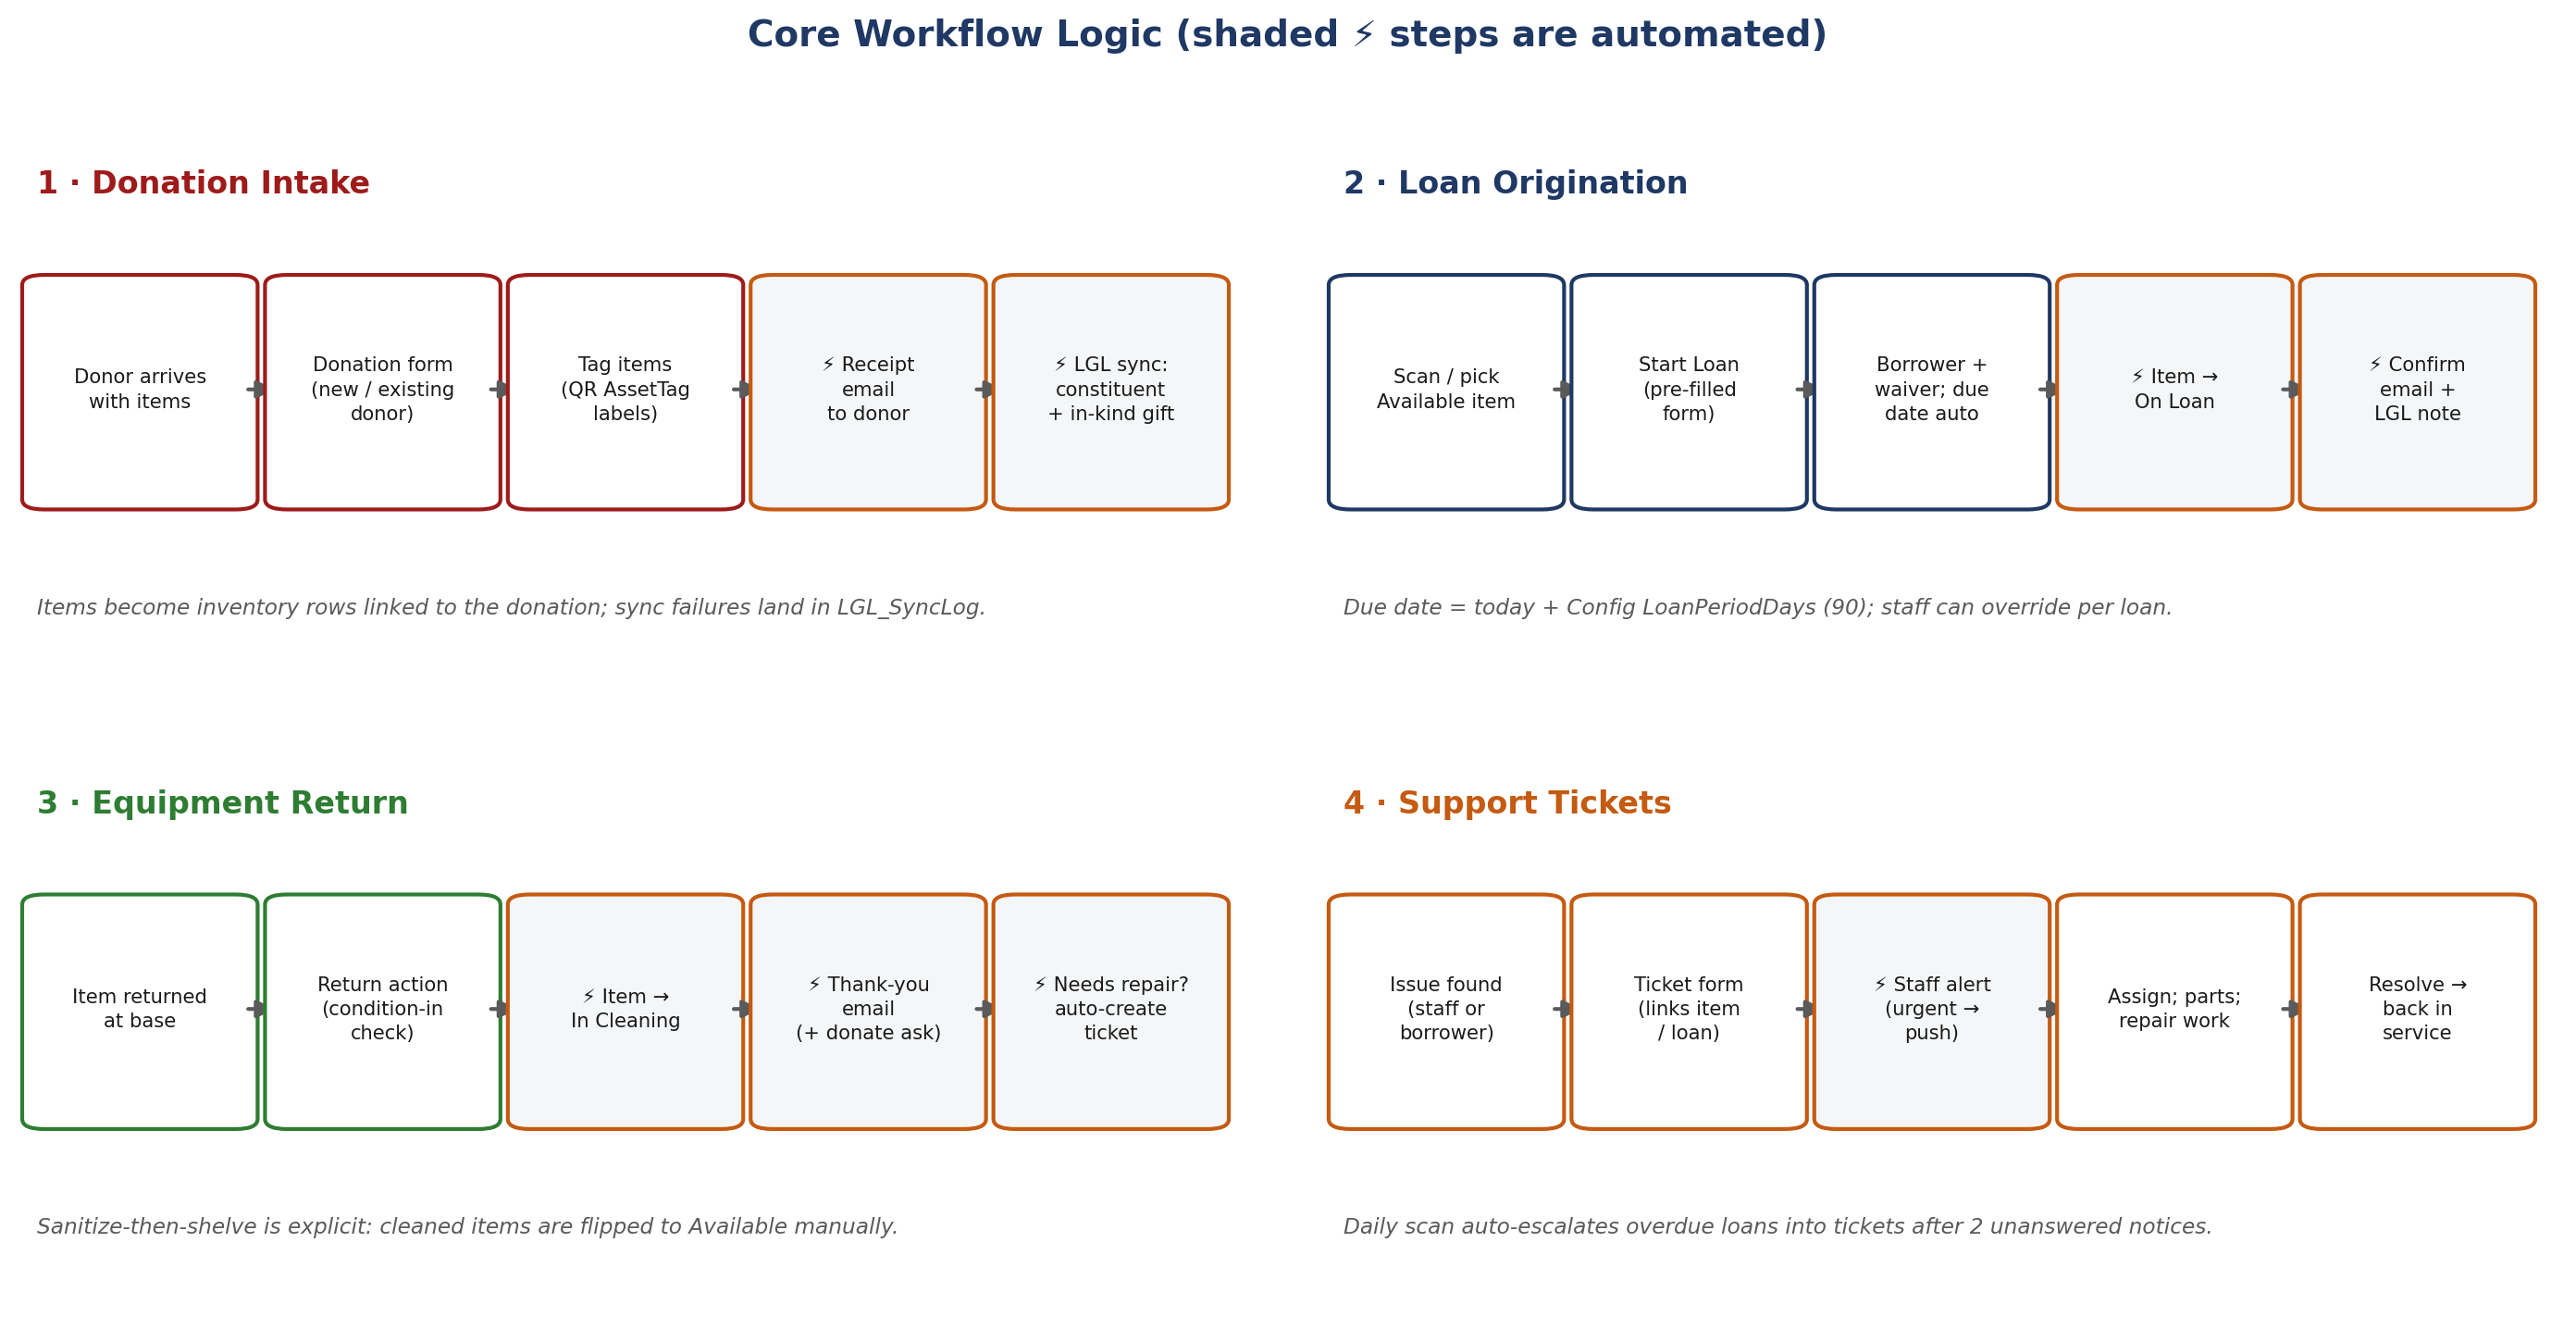 Core Workflow Logic (shaded ⚡ steps are automated)
1 · Donation Intake
Donor arrives
with items
Donation form
(new / existing
donor)
Tag items
(QR AssetTag
labels)
⚡ Receipt
email
to donor
⚡ LGL sync:
constituent
+ in-kind gift
Items become inventory rows linked to the donation; sync failures land in LGL_SyncLog.
2 · Loan Origination
Scan / pick
Available item
Start Loan
(pre-filled
form)
Borrower +
waiver; due
date auto
⚡ Item →
On Loan
⚡ Confirm
email +
LGL note
Due date = today + Config LoanPeriodDays (90); staff can override per loan.
3 · Equipment Return
Item returned
at base
Return action
(condition-in
check)
⚡ Item →
In Cleaning
⚡ Thank-you
email
(+ donate ask)
⚡ Needs repair?
auto-create
ticket
Sanitize-then-shelve is explicit: cleaned items are flipped to Available manually.
4 · Support Tickets
Issue found
(staff or
borrower)
Ticket form
(links item
/ loan)
⚡ Staff alert
(urgent →
push)
Assign; parts;
repair work
Resolve →
back in
service
Daily scan auto-escalates overdue loans into tickets after 2 unanswered notices.